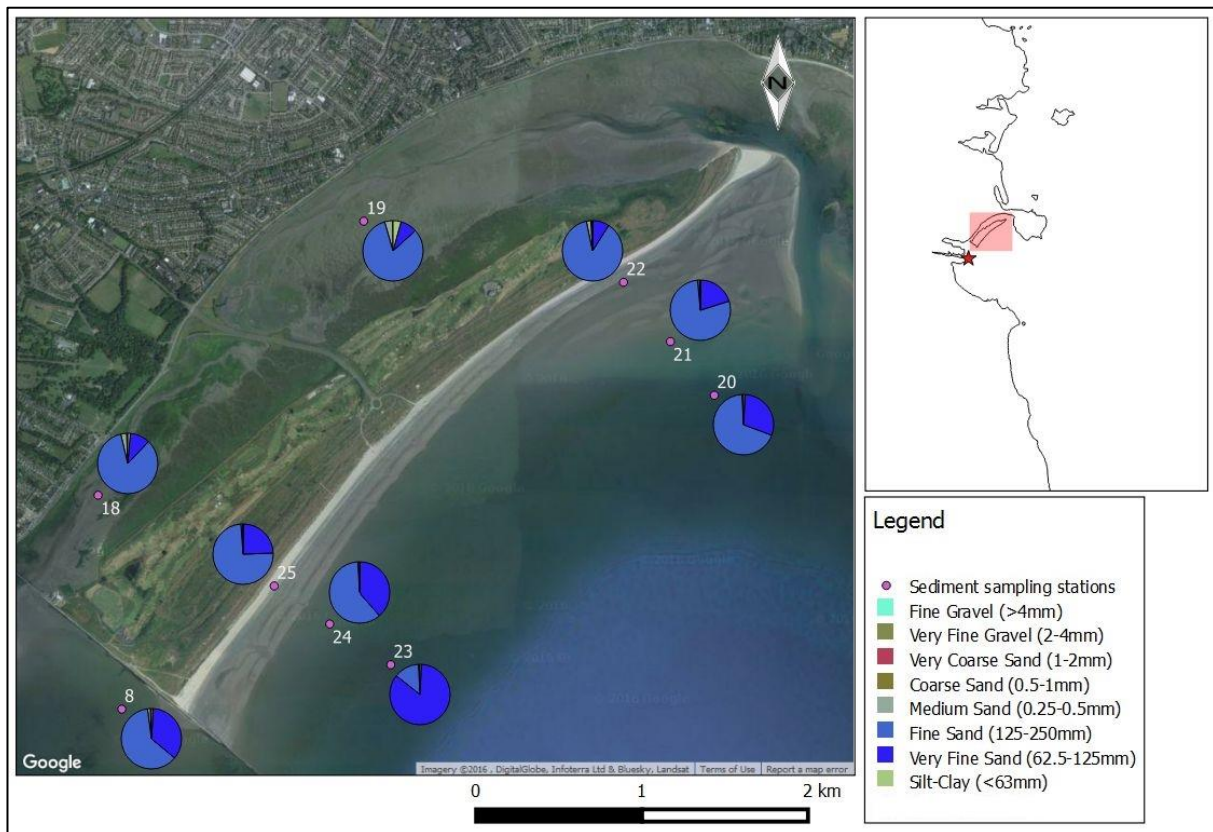 N
19
22
21
20
18
25
24
23
8
Google
Imagery ©2016 , DigitalGlobe, Infoterra Ltd & Bluesky, Landsat | Terms of Use | Report a map error
0 1 2 km
Legend
Sediment sampling stations
Fine Gravel (>4mm)
Very Fine Gravel (2-4mm)
Very Coarse Sand (1-2mm)
Coarse Sand (0.5-1mm)
Medium Sand (0.25-0.5mm)
Fine Sand (125-250mm)
Very Fine Sand (62.5-125mm)
Silt-Clay (<63mm)